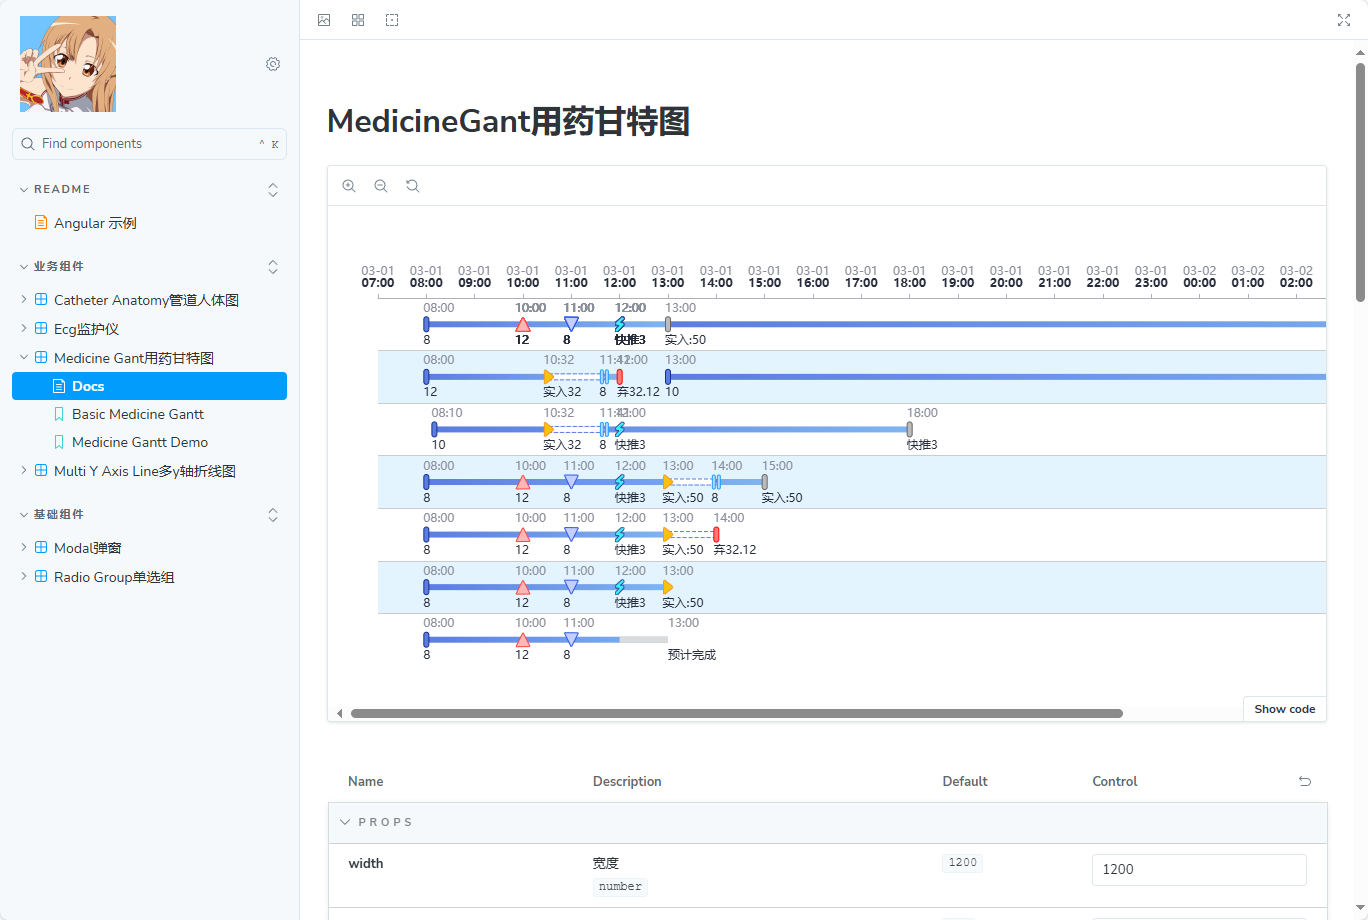 Find components
^ K
README
Angular 示例
业务组件
Catheter Anatomy管道人体图
Ecg监护仪
Medicine Gant用药甘特图
Docs
Basic Medicine Gantt
Medicine Gantt Demo
Multi Y Axis Line多y轴折线图
基础组件
Modal弹窗
Radio Group单选组
MedicineGant用药甘特图
03-01 03-01 03-01 03-01 03-01 03-01 03-01 03-01 03-01 03-01 03-01 03-01 03-01 03-01 03-01 03-01 03-01 03-02 03-02 03-02
07:00 08:00 09:00 10:00 11:00 12:00 13:00 14:00 15:00 16:00 17:00 18:00 19:00 20:00 21:00 22:00 23:00 00:00 01:00 02:00
08:00 10:00 11:00 12:00 13:00
8 12 8 快推3 实入:50
08:00 10:32 11:42 12:00 13:00
12 实入32 8 弃32.12 10
08:10 10:32 11:42 12:00 18:00
10 实入32 8 快推3 快推3
08:00 10:00 11:00 12:00 13:00 14:00 15:00
8 12 8 快推3 实入:50 8 实入:50
08:00 10:00 11:00 12:00 13:00 14:00
8 12 8 快推3 实入:50 弃32.12
08:00 10:00 11:00 12:00 13:00
8 12 8 快推3 实入:50
08:00 10:00 11:00 13:00
8 12 8 预计完成
Show code
Name Description Default Control
PROPS
width 宽度 1200 1200
number